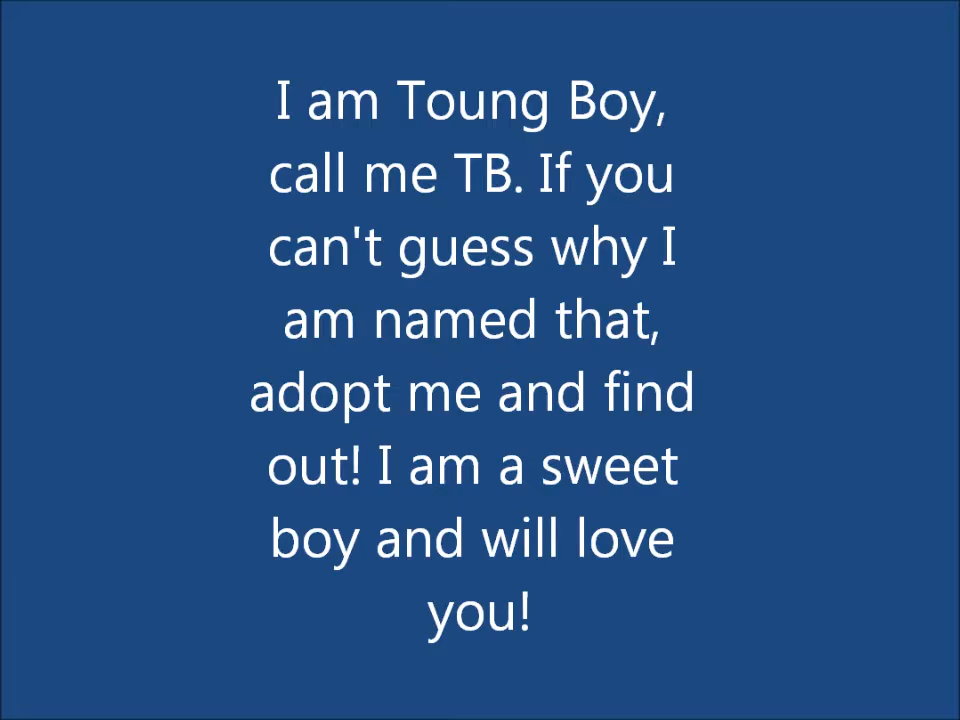 I am Toung Boy,
call me TB. If you
can't guess why I
am named that,
adopt me and find
out! I am a sweet
boy and will love
you!